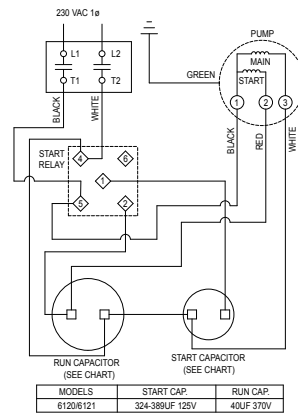 230 VAC 1ø
PUMP
L1 L2
MAIN
START
GREEN
T1 T2
1 2 3
BLACK
WHITE
BLACK
RED
WHITE
START
RELAY
4 6
1
5 2
RUN CAPACITOR
(SEE CHART)
START CAPACITOR
(SEE CHART)
MODELS START CAP. RUN CAP.
6120/6121 324-389UF 125V 40UF 370V